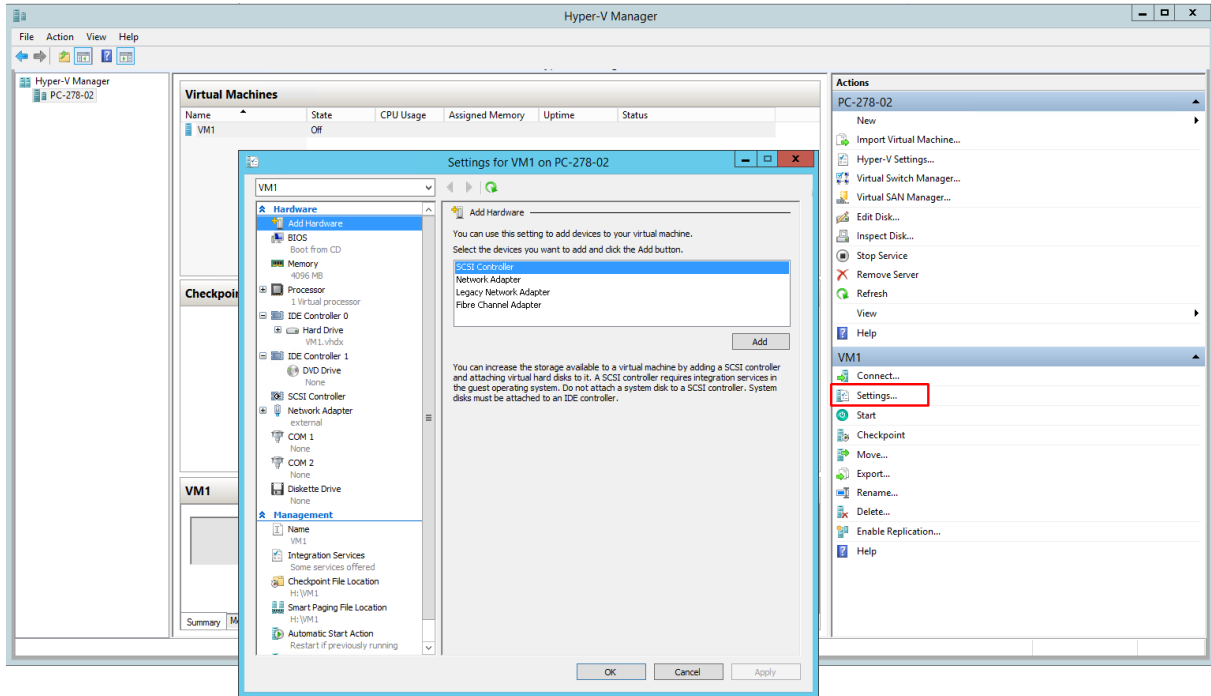 Hyper-V Manager
File Action View Help
Hyper-V Manager
PC-278-02
Virtual Machines
Name State CPU Usage Assigned Memory Uptime Status
VM1 Off
Checkpoin
VM1
Summary
Settings for VM1 on PC-278-02
VM1
Hardware
Add Hardware
BIOS
Boot from CD
Memory
4096 MB
Processor
1 Virtual processor
IDE Controller 0
Hard Drive
VM1.vhdx
IDE Controller 1
DVD Drive
None
SCSI Controller
Network Adapter
external
COM 1
None
COM 2
None
Diskette Drive
None
Management
Name
VM1
Integration Services
Some services offered
Checkpoint File Location
H:\VM1
Smart Paging File Location
H:\VM1
Automatic Start Action
Restart if previously running
Add Hardware
You can use this setting to add devices to your virtual machine.
Select the devices you want to add and click the Add button.
SCSI Controller
Network Adapter
Legacy Network Adapter
Fibre Channel Adapter
Add
You can increase the storage available to a virtual machine by adding a SCSI controller
and attaching virtual hard disks to it. A SCSI controller requires integration services in
the guest operating system. Do not attach a system disk to a SCSI controller. System
disks must be attached to an IDE controller.
OK Cancel Apply
Actions
PC-278-02
New
Import Virtual Machine...
Hyper-V Settings...
Virtual Switch Manager...
Virtual SAN Manager...
Edit Disk...
Inspect Disk...
Stop Service
Remove Server
Refresh
View
Help
VM1
Connect...
Settings...
Start
Checkpoint
Move...
Export...
Rename...
Delete...
Enable Replication...
Help